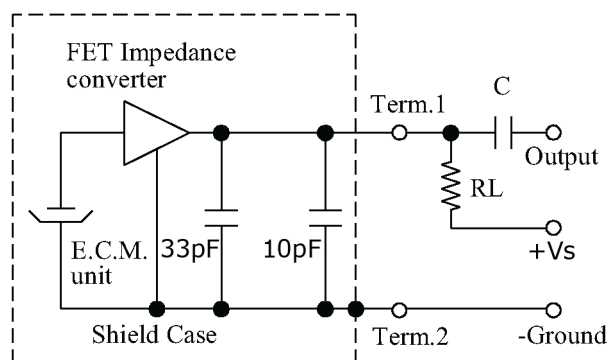 FET Impedance
converter
Term.1
C
Output
RL
+Vs
E.C.M.
unit
33pF
10pF
Shield Case
Term.2
-Ground